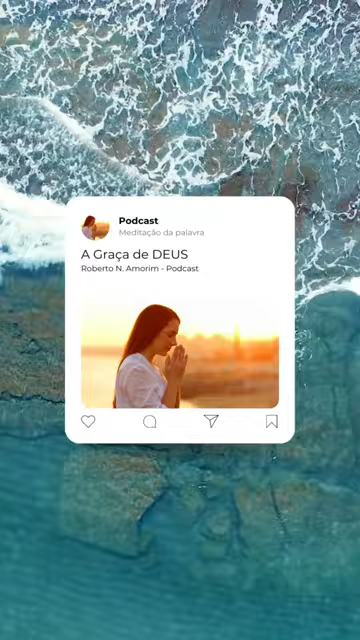 Podcast
Meditação da palavra
A Graça de DEUS
Roberto N. Amorim - Podcast